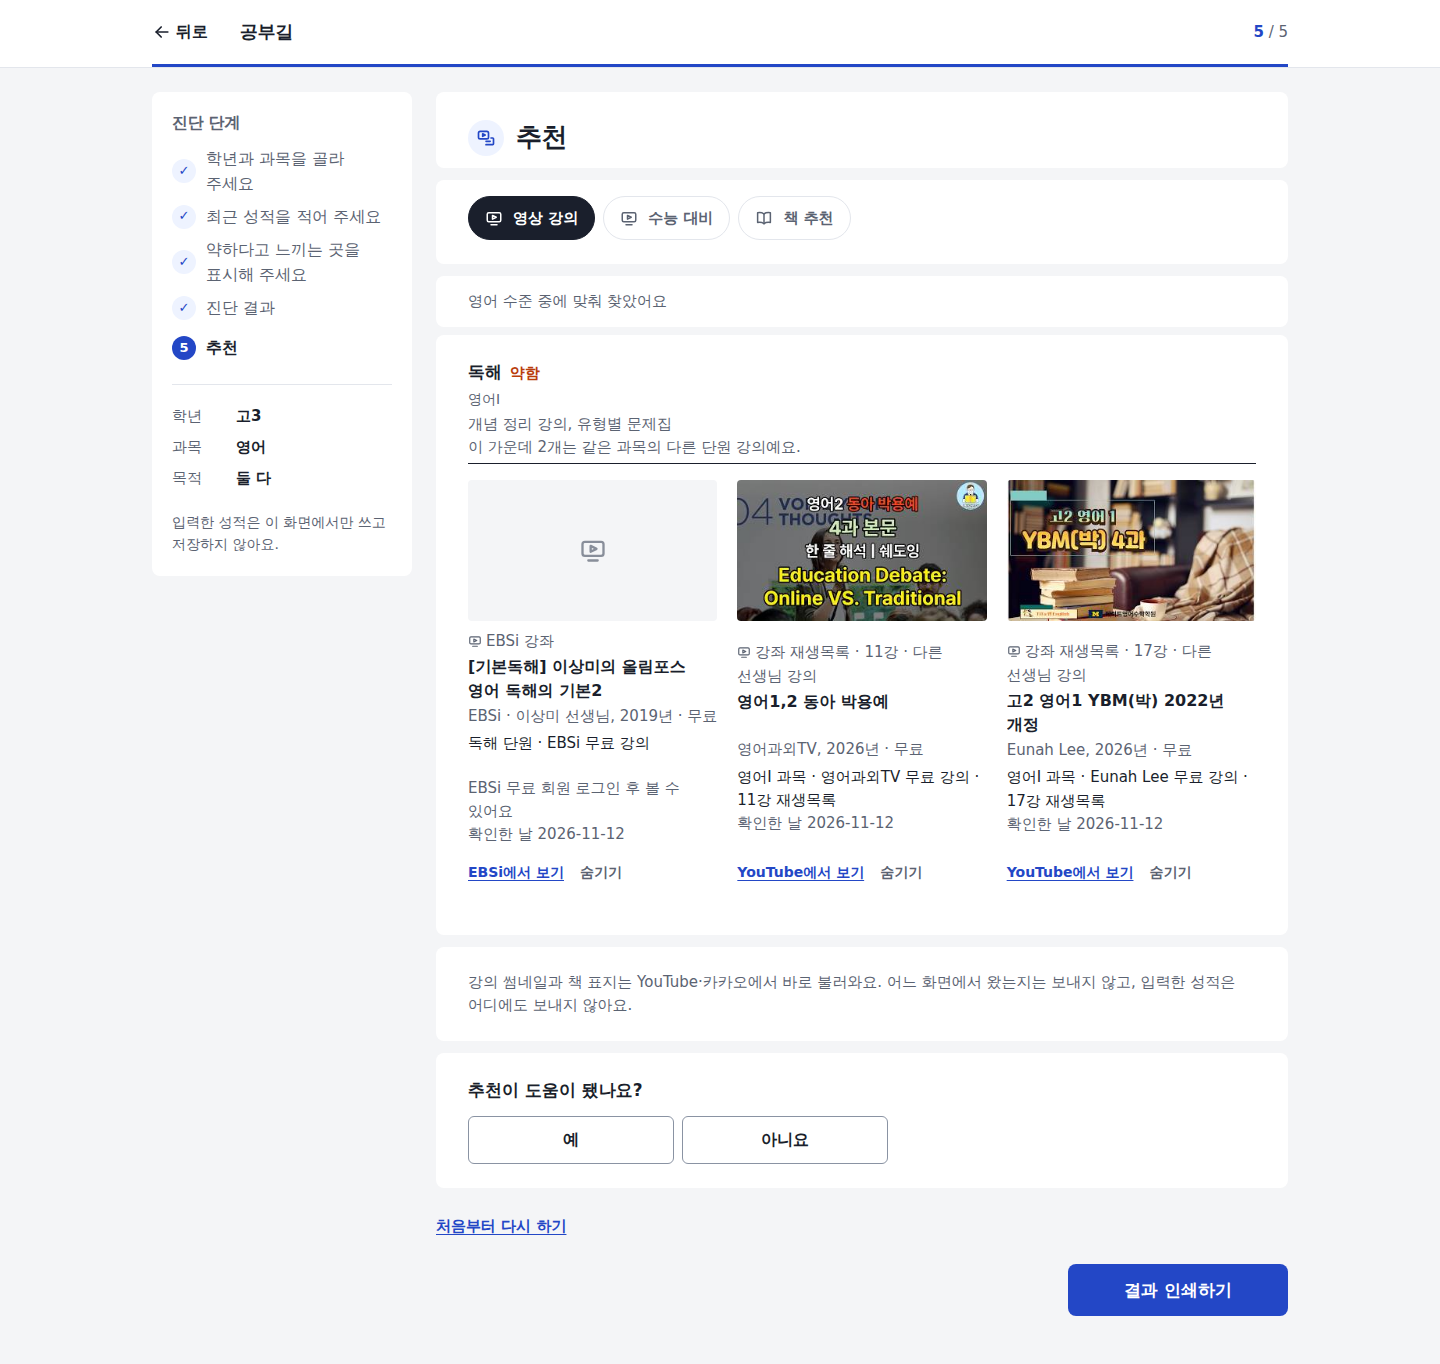 뒤로
공부길
5 / 5
진단 단계
✓ 학년과 과목을 골라
주세요
✓ 최근 성적을 적어 주세요
✓ 약하다고 느끼는 곳을
표시해 주세요
✓ 진단 결과
5 추천
학년 고3
과목 영어
목적 둘 다
입력한 성적은 이 화면에서만 쓰고
저장하지 않아요.
추천
영상 강의
수능 대비
책 추천
영어 수준 중에 맞춰 찾았어요
독해 약함
영어I
개념 정리 강의, 유형별 문제집
이 가운데 2개는 같은 과목의 다른 단원 강의예요.
EBSi 강좌
[기본독해] 이상미의 올림포스
영어 독해의 기본2
EBSi · 이상미 선생님, 2019년 · 무료
독해 단원 · EBSi 무료 강의
EBSi 무료 회원 로그인 후 볼 수
있어요
확인한 날 2026-11-12
EBSi에서 보기 숨기기
영어2 동아 박용예
4과 본문
한 줄 해석 | 쉐도잉
Education Debate:
Online VS. Traditional
강좌 재생목록 · 11강 · 다른
선생님 강의
영어1,2 동아 박용예
영어과외TV, 2026년 · 무료
영어I 과목 · 영어과외TV 무료 강의 ·
11강 재생목록
확인한 날 2026-11-12
YouTube에서 보기 숨기기
고2 영어 1
YBM(박) 4과
강좌 재생목록 · 17강 · 다른
선생님 강의
고2 영어1 YBM(박) 2022년
개정
Eunah Lee, 2026년 · 무료
영어I 과목 · Eunah Lee 무료 강의 ·
17강 재생목록
확인한 날 2026-11-12
YouTube에서 보기 숨기기
강의 썸네일과 책 표지는 YouTube·카카오에서 바로 불러와요. 어느 화면에서 왔는지는 보내지 않고, 입력한 성적은
어디에도 보내지 않아요.
추천이 도움이 됐나요?
예
아니요
처음부터 다시 하기
결과 인쇄하기